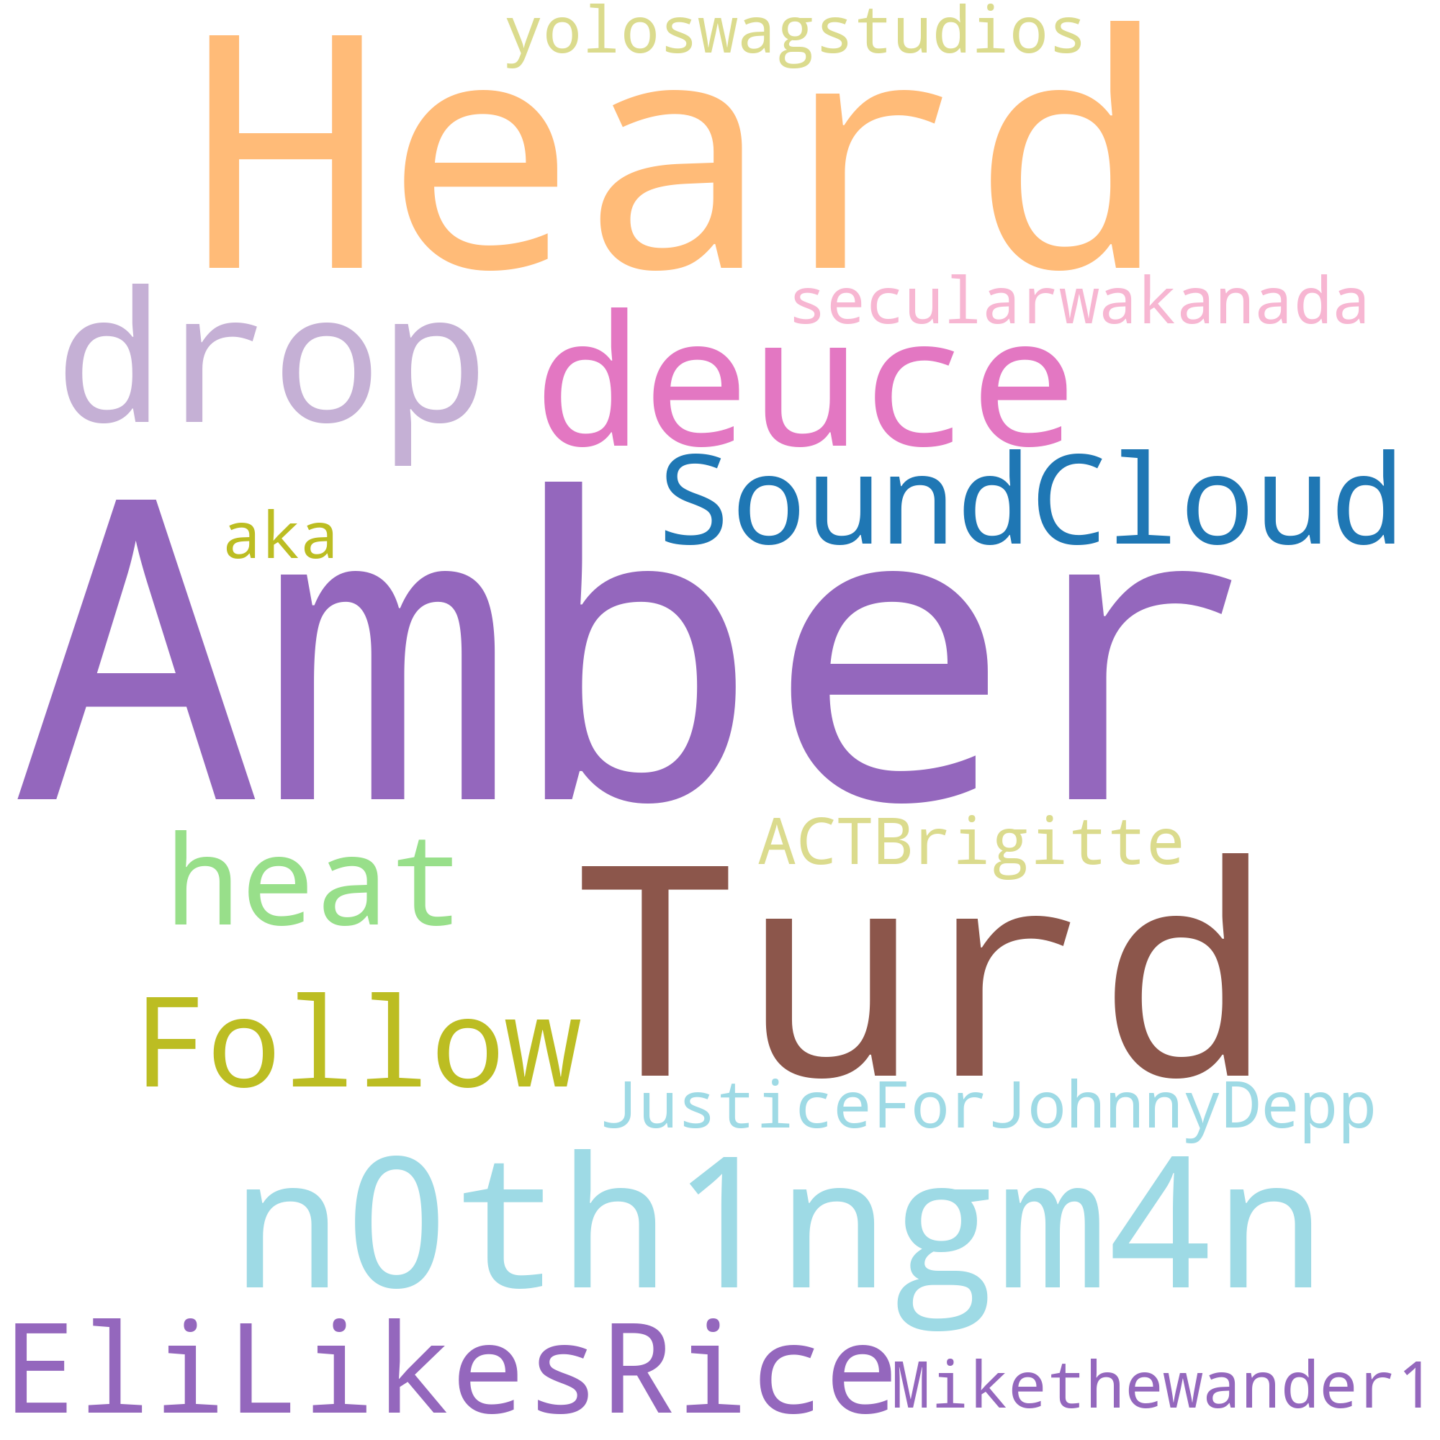 yoloswagstudios
Heard
secularwakanada
drop
deuce
SoundCloud
aka
Amber
ACTBrigitte
heat
Turd
Follow
JusticeForJohnnyDepp
n0th1ngm4n
EliLikesRice
Mikethewander1